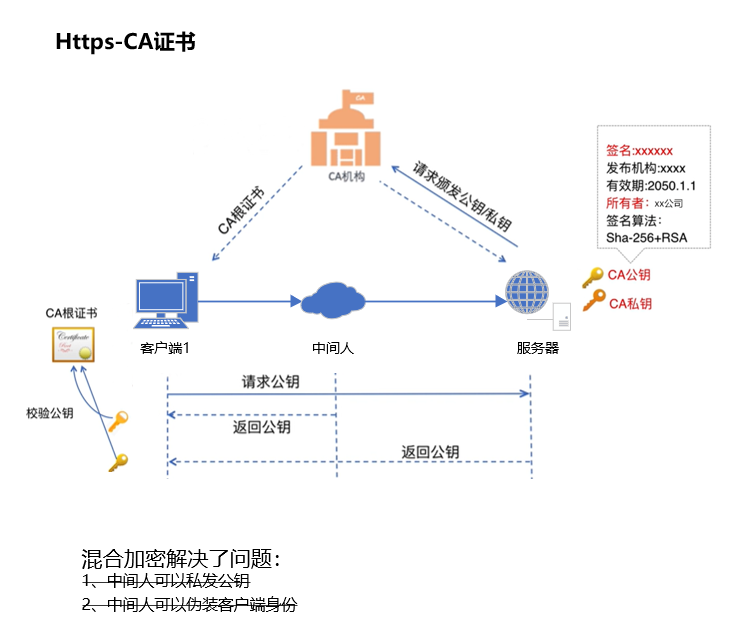 Https-CA证书
CA
CA机构
CA根证书
请求颁发公钥/私钥
签名:xxxxxx
发布机构:xxxx
有效期:2050.1.1
所有者：xx公司
签名算法：
Sha-256+RSA
CA公钥
CA私钥
CA根证书
Certificate
客户端1
中间人
服务器
请求公钥
校验公钥
返回公钥
返回公钥
混合加密解决了问题：
1、中间人可以私发公钥
2、中间人可以伪装客户端身份